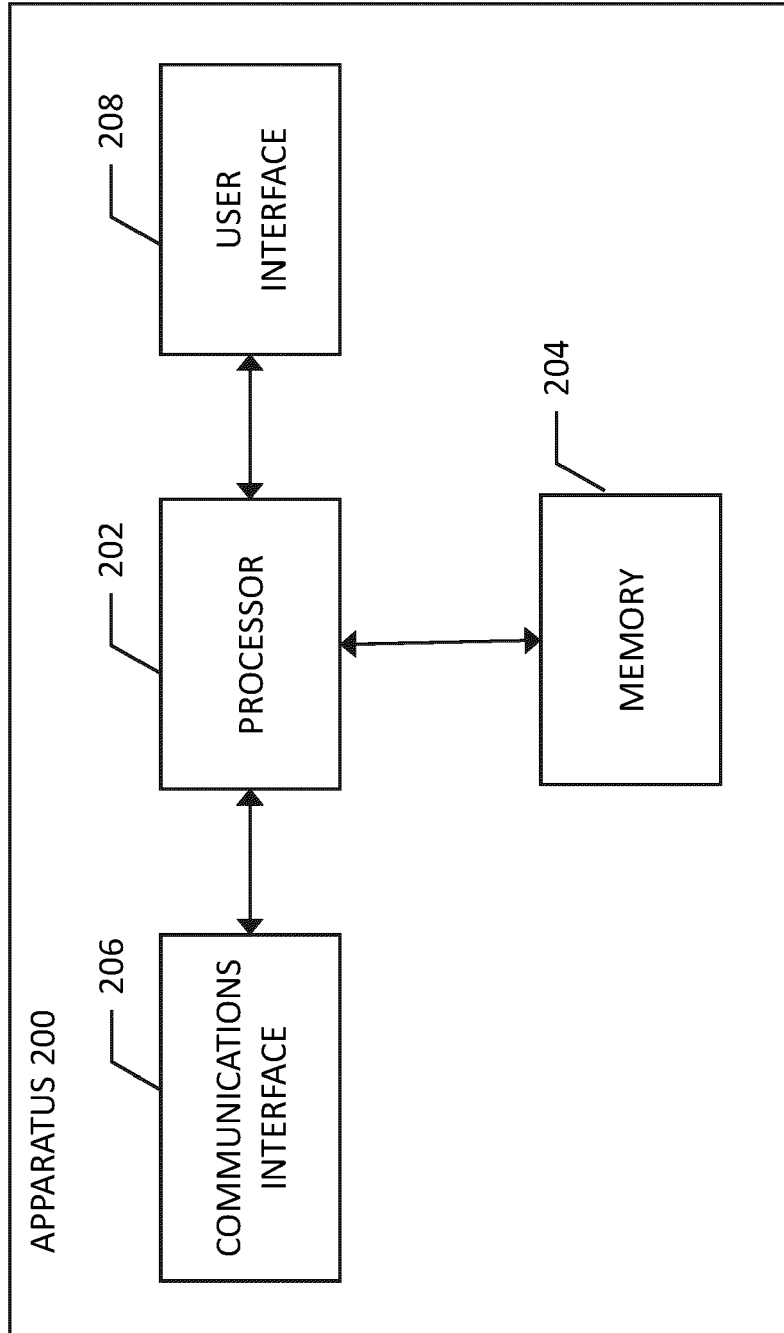 APPARATUS 200
206
COMMUNICATIONS
INTERFACE
202
PROCESSOR
208
USER
INTERFACE
204
MEMORY